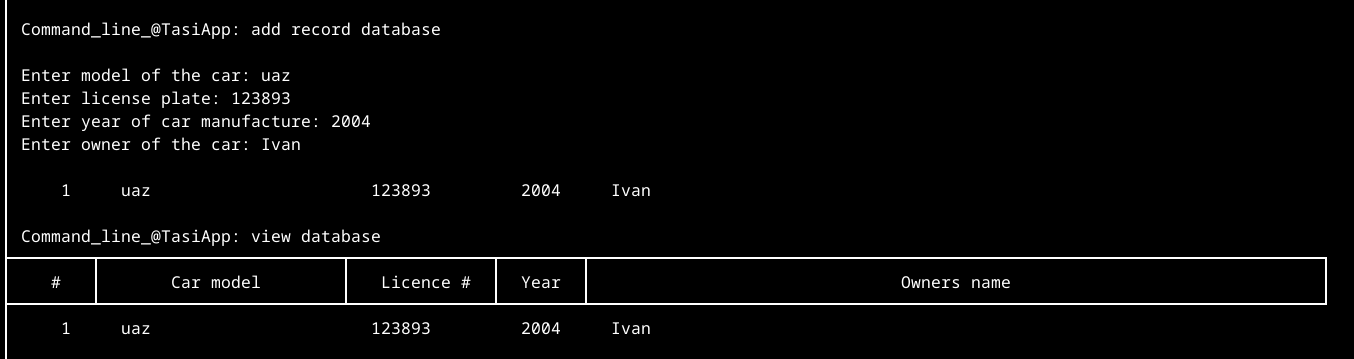 Command_line_@TasiApp: add record database
Enter model of the car: uaz
Enter license plate: 123893
Enter year of car manufacture: 2004
Enter owner of the car: Ivan
1 uaz 123893 2004 Ivan
Command_line_@TasiApp: view database
# Car model Licence # Year Owners name
1 uaz 123893 2004 Ivan